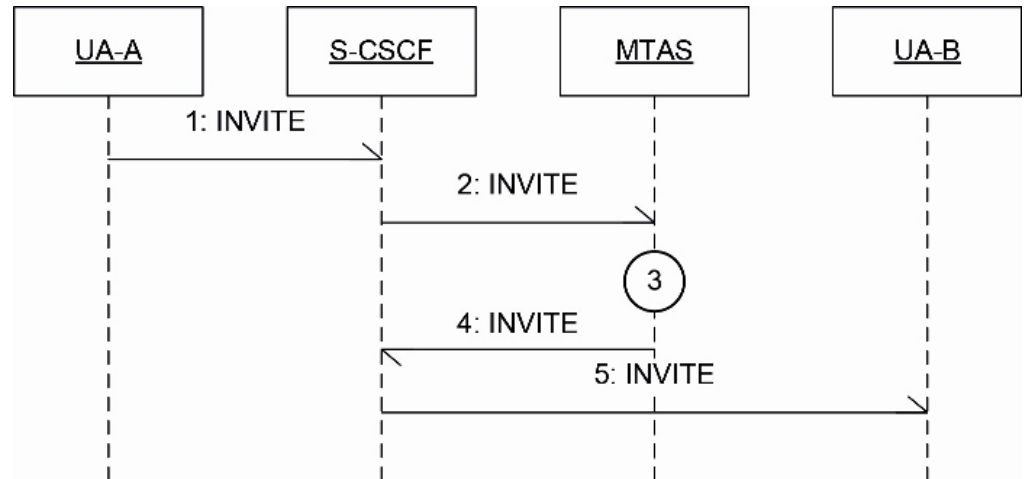 UA-A
S-CSCF
MTAS
UA-B
1: INVITE
2: INVITE
3
4: INVITE
5: INVITE